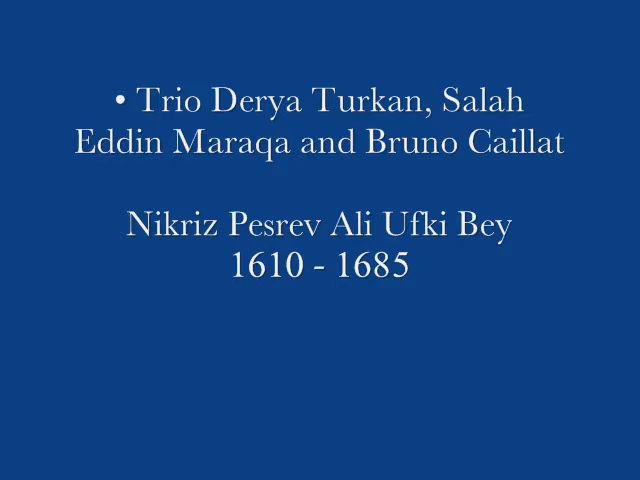 • Trio Derya Turkan, Salah
Eddin Maraqa and Bruno Caillat
Nikriz Pesrev Ali Ufki Bey
1610 - 1685